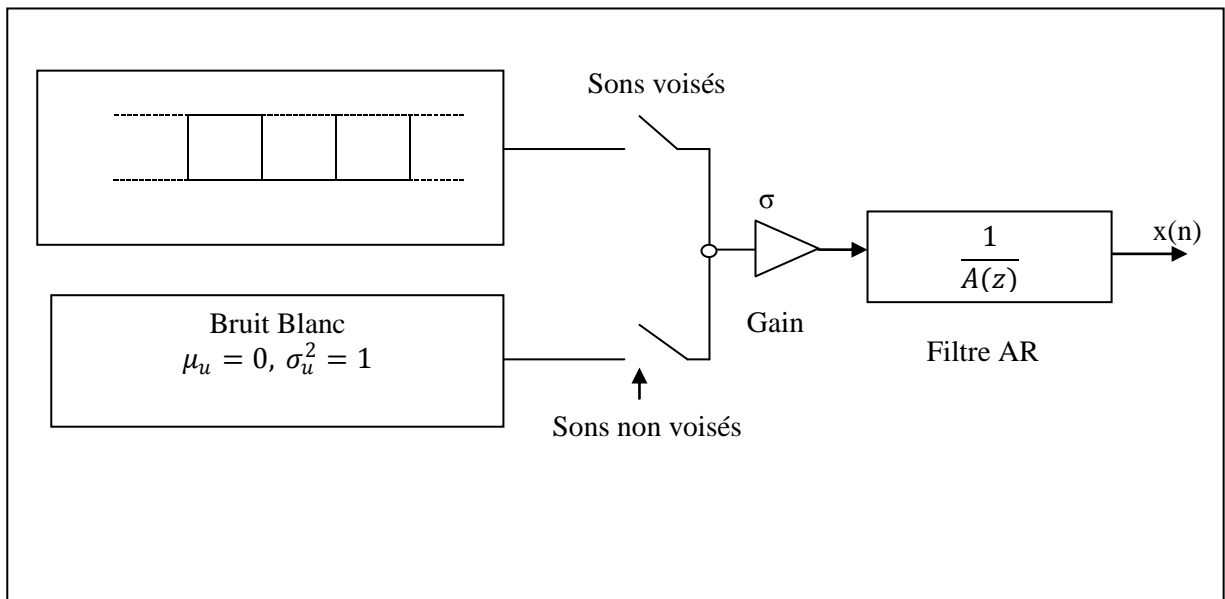 Sons voisés
σ
x(n)
1
A(z)
Bruit Blanc
μ_u = 0, σ_u^2 = 1
Gain
Filtre AR
Sons non voisés